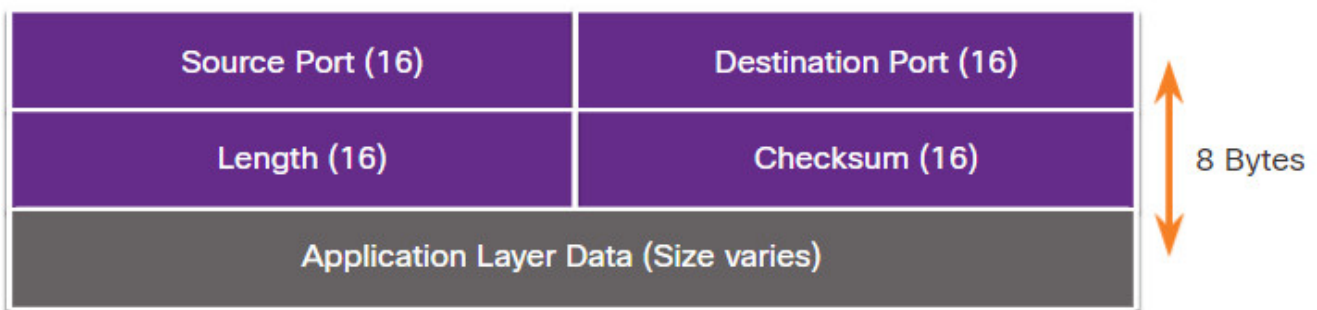 Source Port (16) Destination Port (16)
Length (16) Checksum (16)
8 Bytes
Application Layer Data (Size varies)